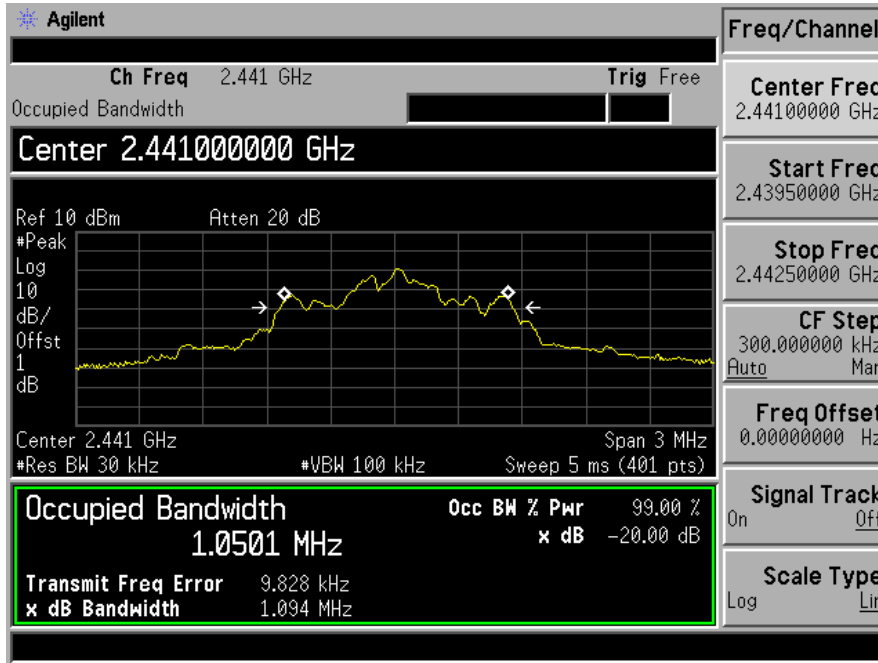 Agilent
Ch Freq 2.441 GHz Trig Free
Occupied Bandwidth
Center 2.441000000 GHz
Ref 10 dBm Atten 20 dB
#Peak
Log
10
dB/
Offst
1
dB
Center 2.441 GHz Span 3 MHz
#Res BW 30 kHz #VBW 100 kHz Sweep 5 ms (401 pts)
Occupied Bandwidth Occ BW % Pwr 99.00 %
1.0501 MHz x dB -20.00 dB
Transmit Freq Error 9.828 kHz
x dB Bandwidth 1.094 MHz
Freq/Channel
Center Freq
2.44100000 GHz
Start Freq
2.43950000 GHz
Stop Freq
2.44250000 GHz
CF Step
300.000000 kHz
Auto Man
Freq Offset
0.00000000 Hz
Signal Track
On Off
Scale Type
Log Lin